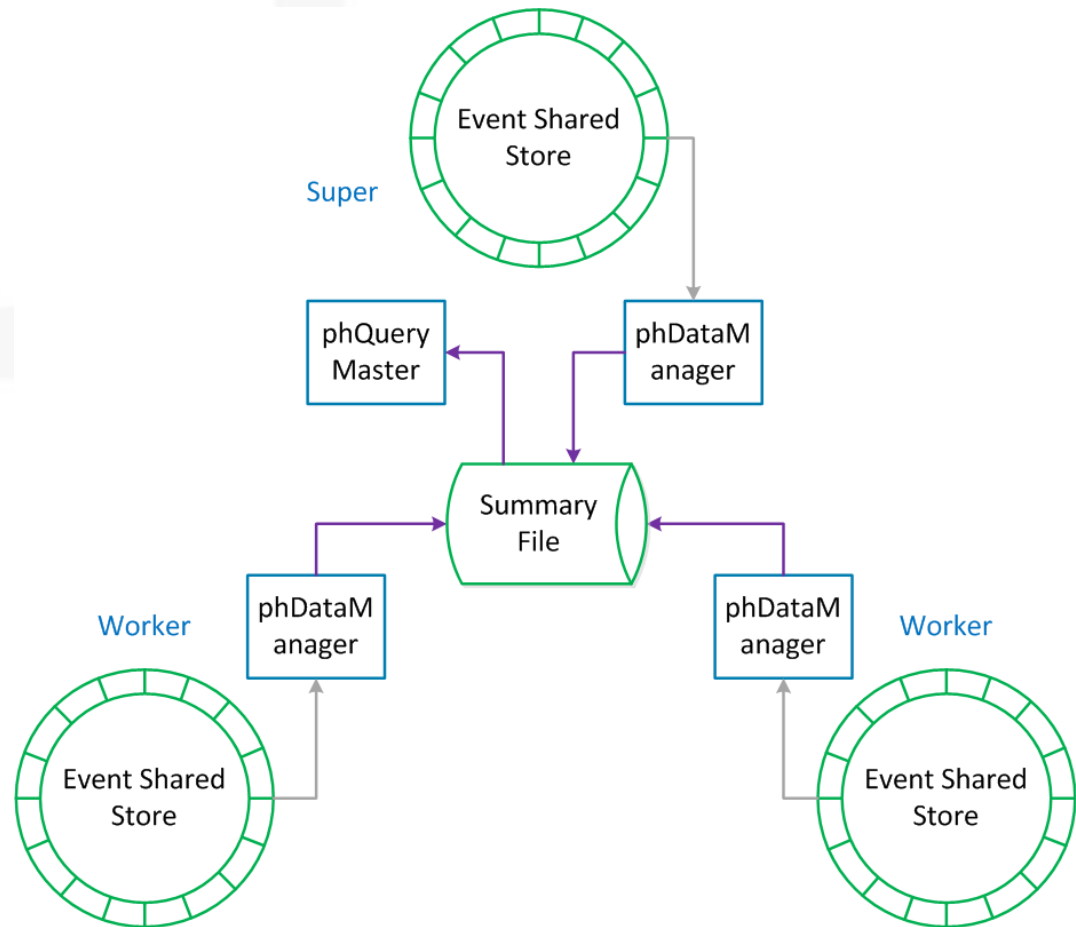 Event Shared
Store
Super
phQuery
Master
phDataM
anager
Summary
File
phDataM
anager
phDataM
anager
Worker
Worker
Event Shared
Store
Event Shared
Store